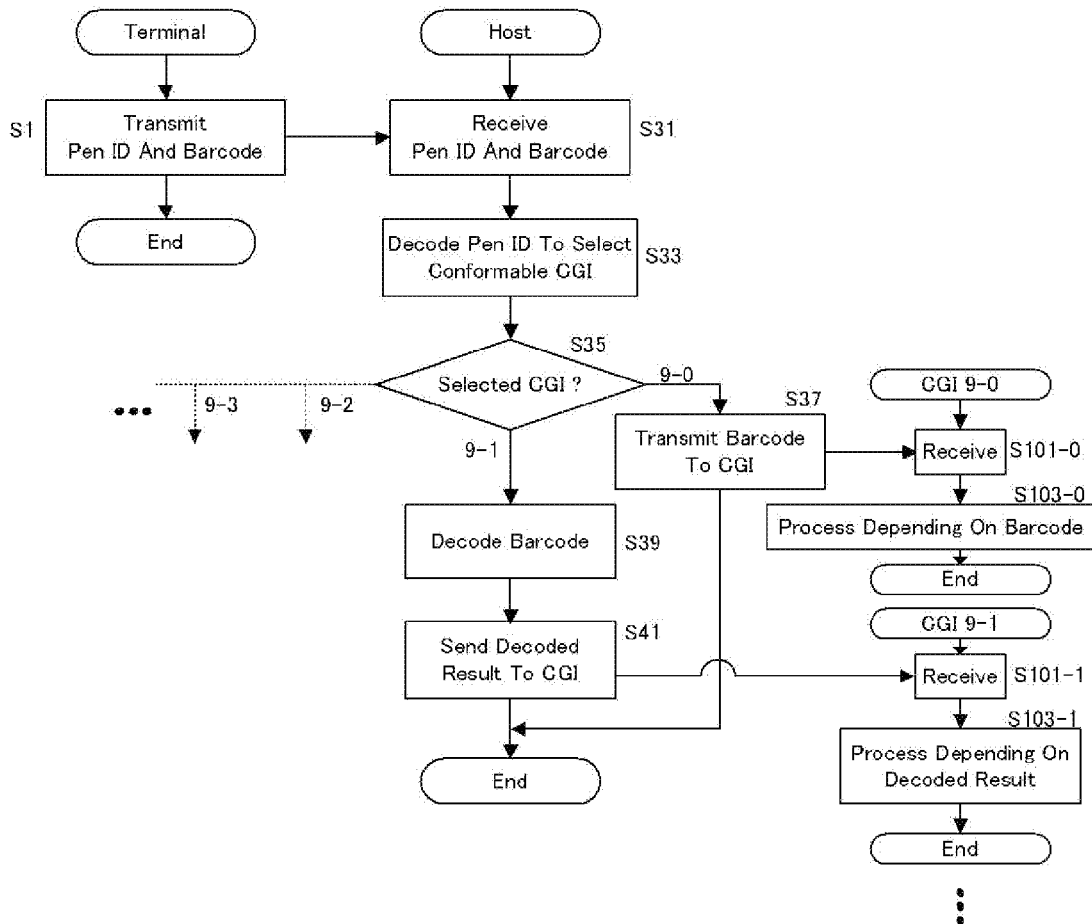 Terminal
Host
S1
Transmit
Pen ID And Barcode
Receive
Pen ID And Barcode
S31
End
Decode Pen ID To Select
Conformable CGI
S33
S35
Selected CGI ?
9-0
9-1
9-2
9-3
•••
S37
Transmit Barcode
To CGI
CGI 9-0
Receive
S101-0
S103-0
Process Depending On Barcode
End
Decode Barcode
S39
Send Decoded
Result To CGI
S41
CGI 9-1
Receive
S101-1
S103-1
Process Depending On
Decoded Result
End
End